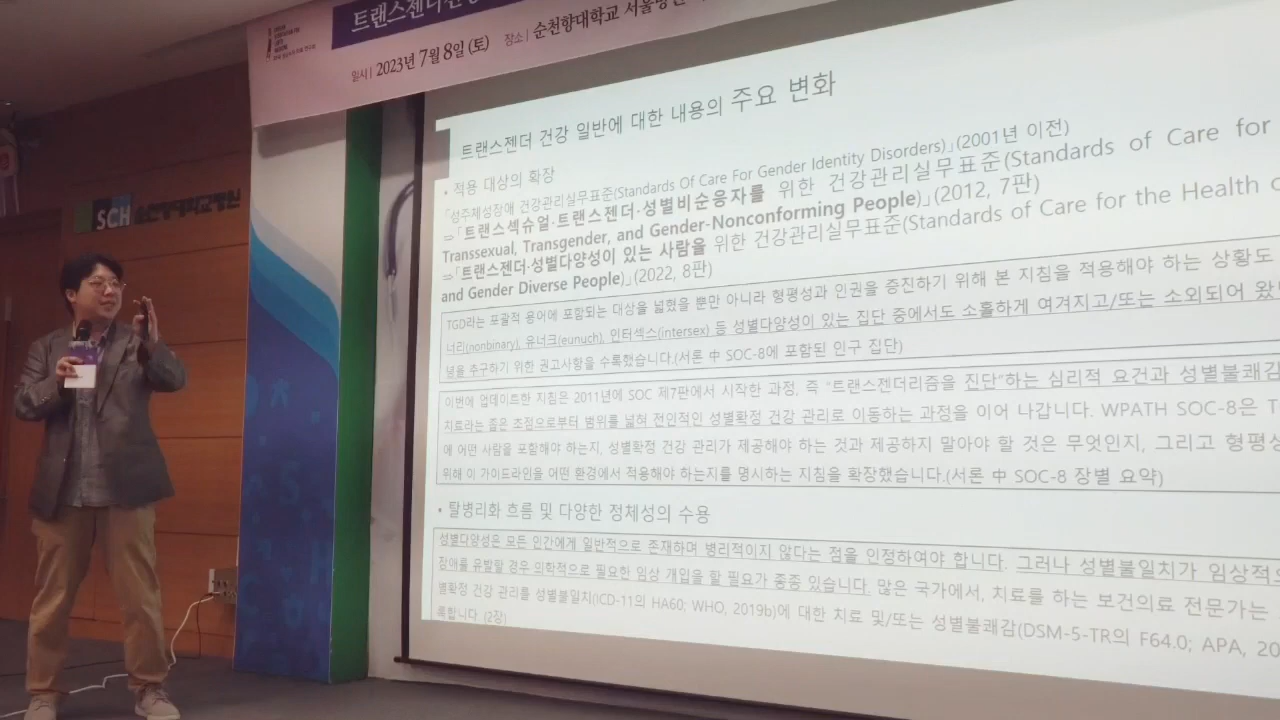 트랜스젠더건강
일시 | 2023년 7월 8일 (토) 장소 | 순천향대학교 서울병원
SCH 순천향대학교병원
트랜스젠더 건강 일반에 대한 내용의 주요 변화
• 적용 대상의 확장
「성주체성장애 건강관리실무표준(Standards Of Care For Gender Identity Disorders)」(2001년 이전)
⇒「트랜스섹슈얼·트랜스젠더·성별비순응자를 위한 건강관리실무표준(Standards of Care for
Transsexual, Transgender, and Gender-Nonconforming People)」(2012, 7판)
⇒「트랜스젠더·성별다양성이 있는 사람을 위한 건강관리실무표준(Standards of Care for the Health
and Gender Diverse People)」(2022, 8판)
TGD라는 포괄적 용어에 포함되는 대상을 넓혔을 뿐만 아니라 형평성과 인권을 증진하기 위해 본 지침을 적용해야 하는 상황도
너리(nonbinary), 유너크(eunuch), 인터섹스(intersex) 등 성별다양성이 있는 집단 중에서도 소홀하게 여겨지고/또는 소외되어 왔
념을 추구하기 위한 권고사항을 수록했습니다.(서론 中 SOC-8에 포함된 인구 집단)
이번에 업데이트한 지침은 2011년에 SOC 제7판에서 시작한 과정, 즉 "트랜스젠더리즘을 진단"하는 심리적 요건과 성별불쾌감
치료라는 좁은 초점으로부터 범위를 넓혀 전인적인 성별확정 건강 관리로 이동하는 과정을 이어 나갑니다. WPATH SOC-8은 T
에 어떤 사람을 포함해야 하는지, 성별확정 건강 관리가 제공해야 하는 것과 제공하지 말아야 할 것은 무엇인지, 그리고 형평성
위해 이 가이드라인을 어떤 환경에서 적용해야 하는지를 명시하는 지침을 확장했습니다.(서론 中 SOC-8 장별 요약)
• 탈병리화 흐름 및 다양한 정체성의 수용
성별다양성은 모든 인간에게 일반적으로 존재하며 병리적이지 않다는 점을 인정하여야 합니다. 그러나 성별불일치가 임상적으
장애를 유발할 경우 의학적으로 필요한 임상 개입을 할 필요가 종종 있습니다. 많은 국가에서, 치료를 하는 보건의료 전문가는
별확정 건강 관리를 성별불일치(ICD-11의 HA60; WHO, 2019b)에 대한 치료 및/또는 성별불쾌감(DSM-5-TR의 F64.0; APA, 20
록합니다. (2장)